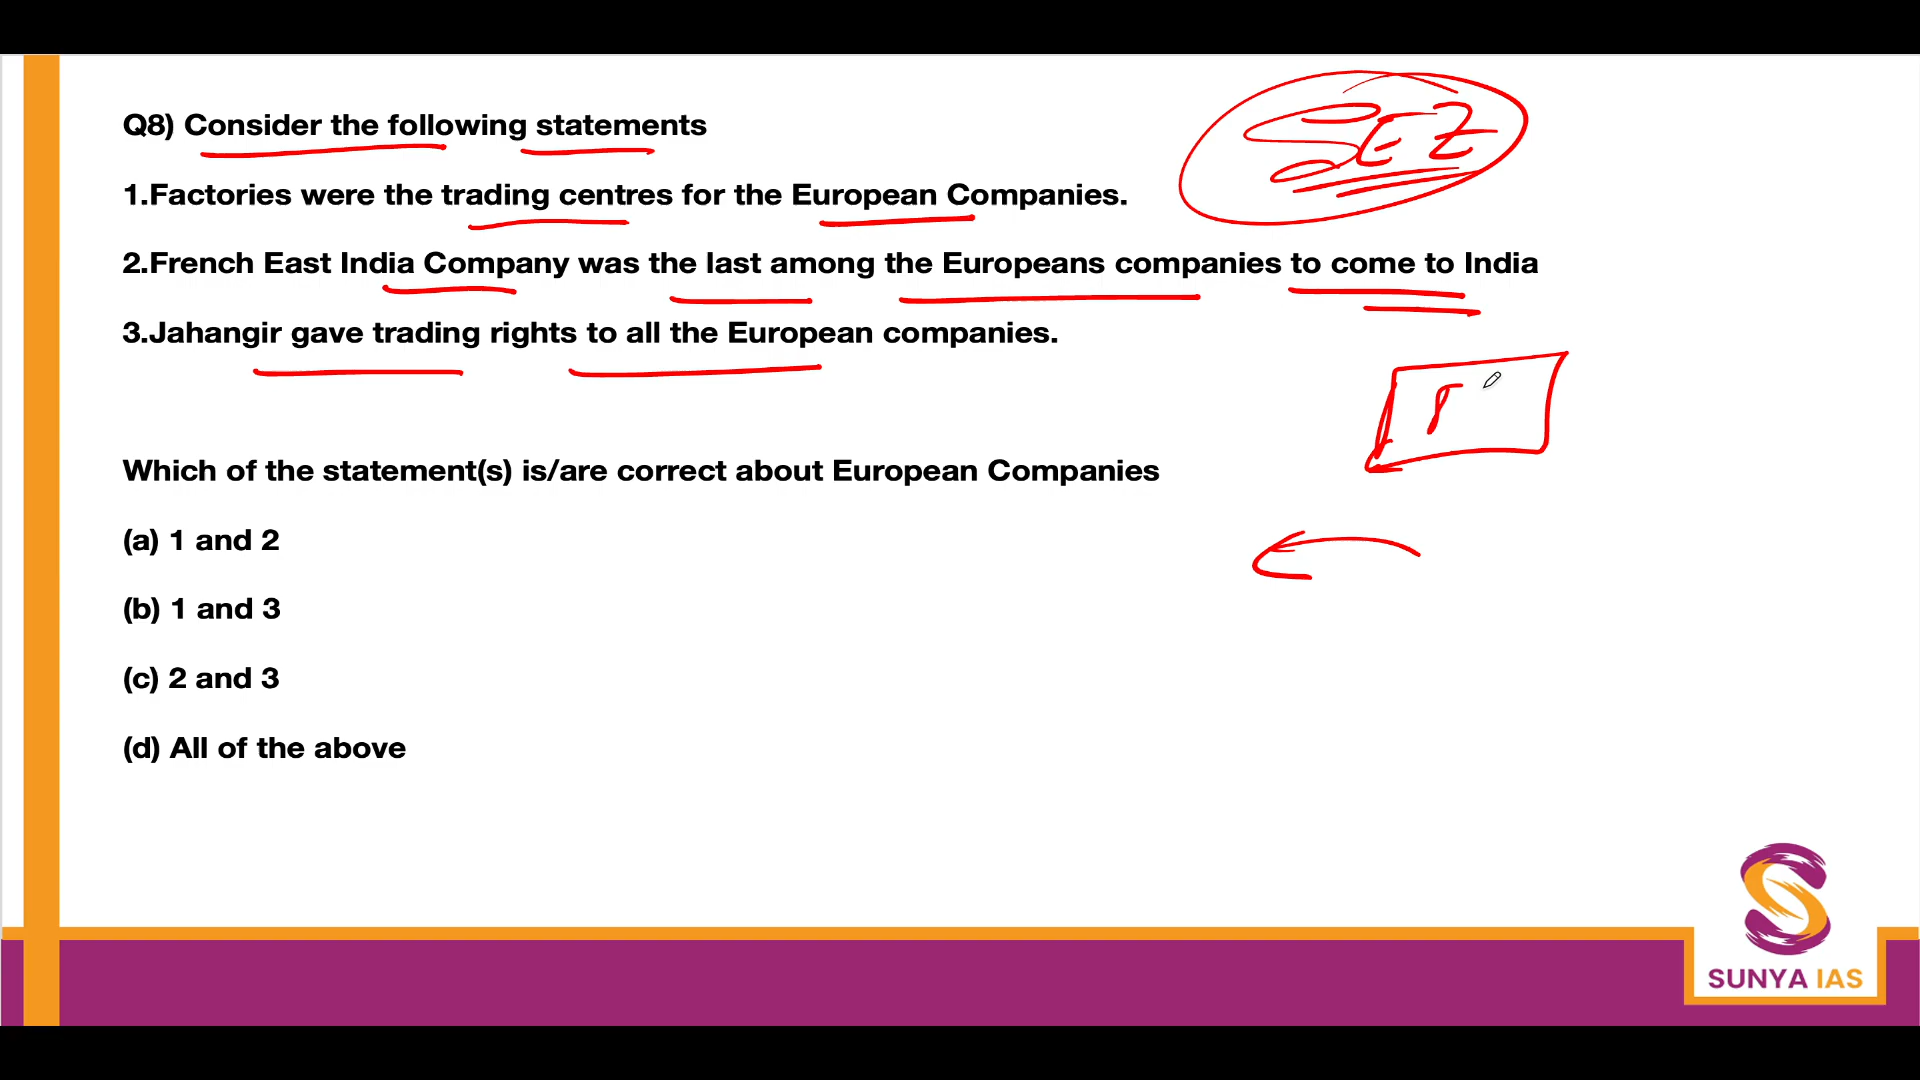 Q8) Consider the following statements
SEZ
1.Factories were the trading centres for the European Companies.
2.French East India Company was the last among the Europeans companies to come to India
3.Jahangir gave trading rights to all the European companies.
Which of the statement(s) is/are correct about European Companies
(a) 1 and 2
(b) 1 and 3
(c) 2 and 3
(d) All of the above
SUNYA IAS